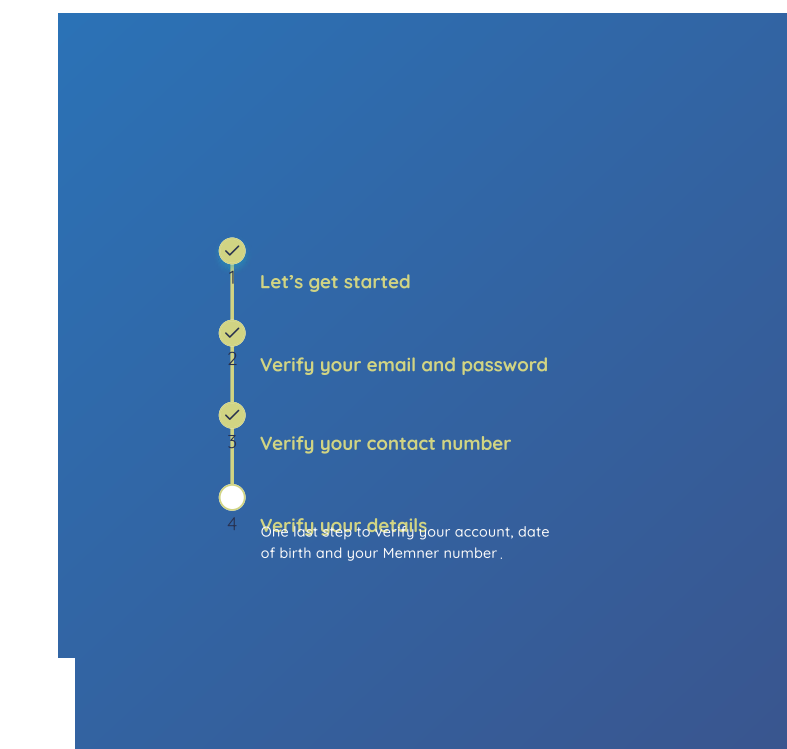 1
Let's get started
2
Verify your email and password
3
Verify your contact number
4
Verify your details
One last step to verify your account, date
of birth and your Memner number .